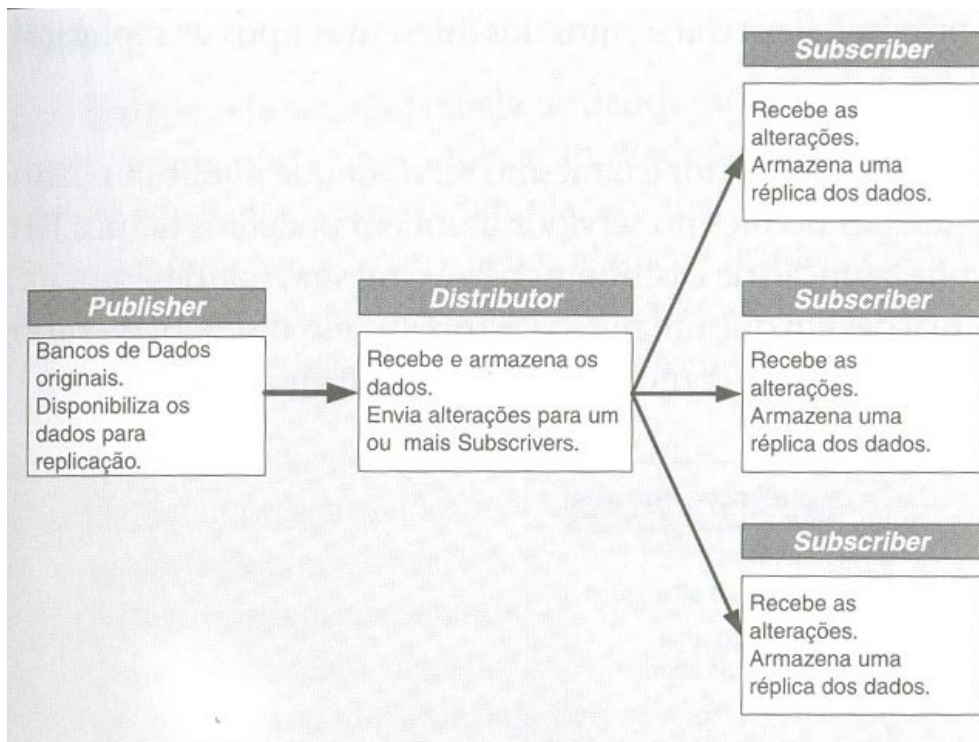 Subscriber
Recebe as
alterações.
Armazena uma
réplica dos dados.
Publisher
Bancos de Dados
originais.
Disponibiliza os
dados para
replicação.
Distributor
Recebe e armazena os
dados.
Envia alterações para um
ou mais Subscrivers.
Subscriber
Recebe as
alterações.
Armazena uma
réplica dos dados.
Subscriber
Recebe as
alterações.
Armazena uma
réplica dos dados.